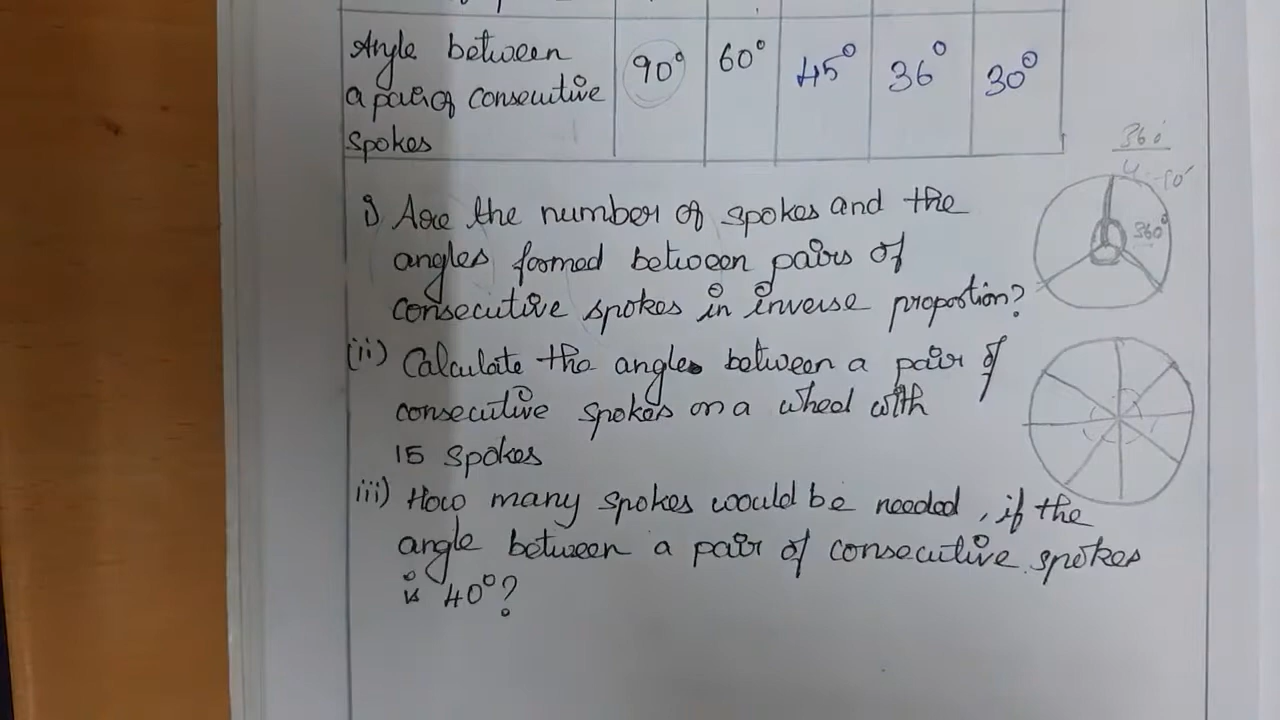 Angle between
a pair of consecutive
spokes
90° 60° 45° 36° 30°
360
4 90°
360°
i) Are the number of spokes and the
angles formed between pairs of
consecutive spokes in inverse proportion?
(ii) Calculate the angle between a pair of
consecutive spokes on a wheel with
15 spokes
iii) How many spokes would be needed, if the
angle between a pair of consecutive spokes
is 40°?